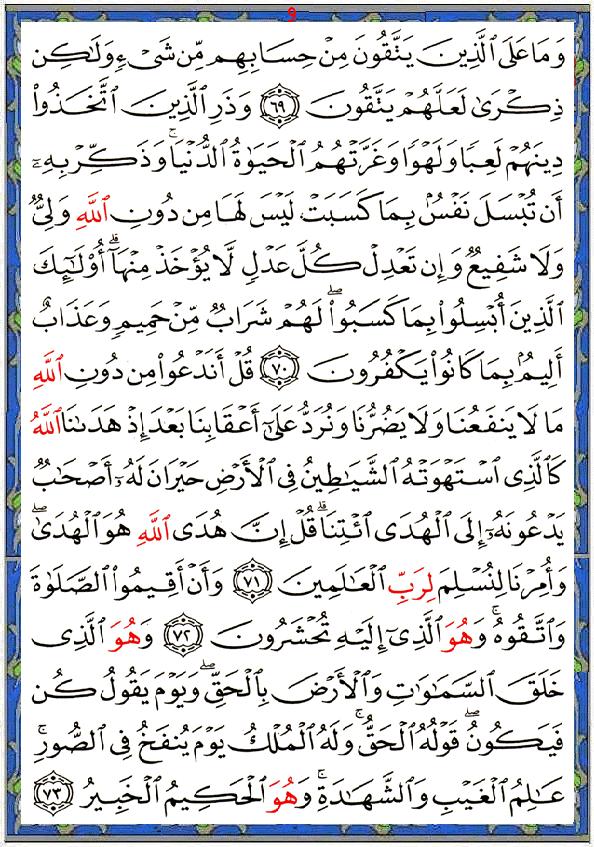 و
وَمَا عَلَى ٱلَّذِينَ يَتَّقُونَ مِنْ حِسَابِهِم مِّن شَىْءٍ وَلَٰكِن
ذِكْرَىٰ لَعَلَّهُمْ يَتَّقُونَ ٦٩ وَذَرِ ٱلَّذِينَ ٱتَّخَذُوا۟
دِينَهُمْ لَعِبًا وَلَهْوًا وَغَرَّتْهُمُ ٱلْحَيَوٰةُ ٱلدُّنْيَا ۚ وَذَكِّرْ بِهِۦٓ
أَن تُبْسَلَ نَفْسٌۢ بِمَا كَسَبَتْ لَيْسَ لَهَا مِن دُونِ ٱللَّهِ وَلِىٌّ
وَلَا شَفِيعٌ وَإِن تَعْدِلْ كُلَّ عَدْلٍ لَّا يُؤْخَذْ مِنْهَآ ۗ أُو۟لَٰٓئِكَ
ٱلَّذِينَ أُبْسِلُوا۟ بِمَا كَسَبُوا۟ ۖ لَهُمْ شَرَابٌ مِّنْ حَمِيمٍ وَعَذَابٌ
أَلِيمٌۢ بِمَا كَانُوا۟ يَكْفُرُونَ ٧٠ قُلْ أَنَدْعُوا۟ مِن دُونِ ٱللَّهِ
مَا لَا يَنفَعُنَا وَلَا يَضُرُّنَا وَنُرَدُّ عَلَىٰٓ أَعْقَابِنَا بَعْدَ إِذْ هَدَىٰنَا ٱللَّهُ
كَٱلَّذِى ٱسْتَهْوَتْهُ ٱلشَّيَٰطِينُ فِى ٱلْأَرْضِ حَيْرَانَ لَهُۥٓ أَصْحَٰبٌ
يَدْعُونَهُۥٓ إِلَى ٱلْهُدَى ٱئْتِنَا ۗ قُلْ إِنَّ هُدَى ٱللَّهِ هُوَ ٱلْهُدَىٰ ۖ
وَأُمِرْنَا لِنُسْلِمَ لِرَبِّ ٱلْعَٰلَمِينَ ٧١ وَأَنْ أَقِيمُوا۟ ٱلصَّلَوٰةَ
وَٱتَّقُوهُ ۚ وَهُوَ ٱلَّذِىٓ إِلَيْهِ تُحْشَرُونَ ٧٢ وَهُوَ ٱلَّذِى
خَلَقَ ٱلسَّمَٰوَٰتِ وَٱلْأَرْضَ بِٱلْحَقِّ ۖ وَيَوْمَ يَقُولُ كُن
فَيَكُونُ ۖ قَوْلُهُ ٱلْحَقُّ ۚ وَلَهُ ٱلْمُلْكُ يَوْمَ يُنفَخُ فِى ٱلصُّورِ ۚ
عَٰلِمُ ٱلْغَيْبِ وَٱلشَّهَٰدَةِ ۚ وَهُوَ ٱلْحَكِيمُ ٱلْخَبِيرُ ٧٣